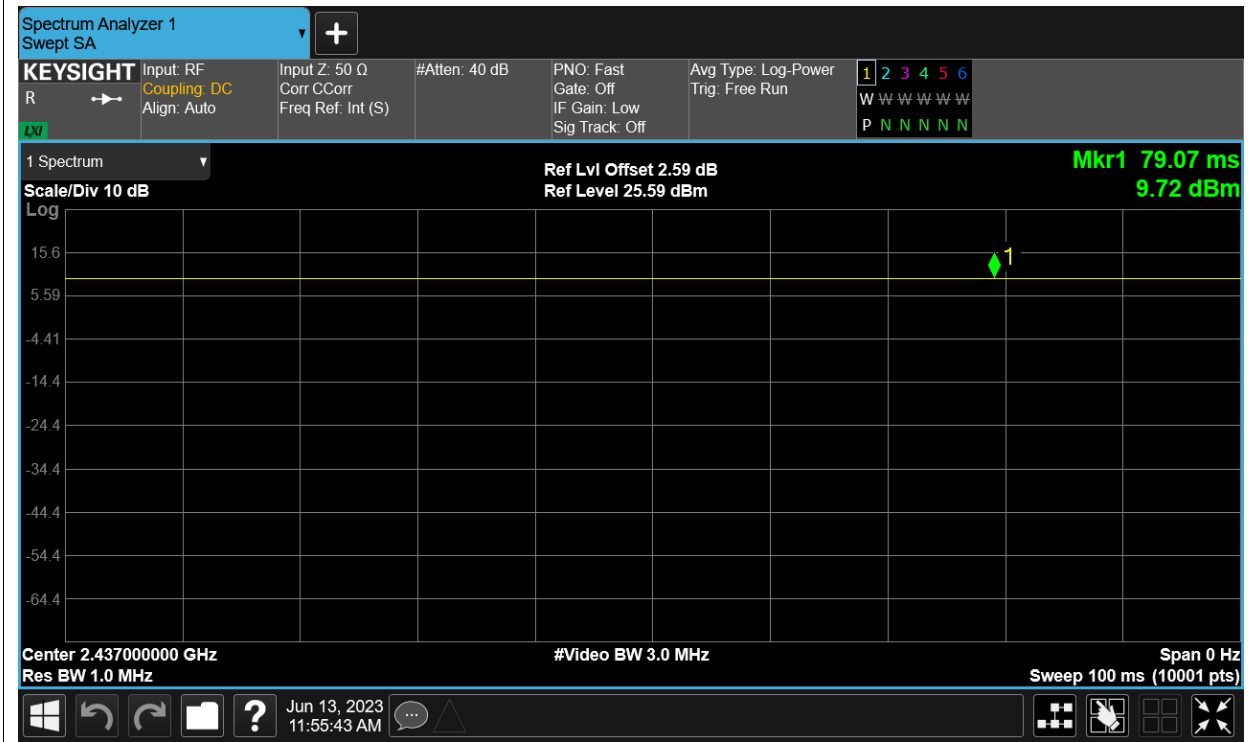 Spectrum Analyzer 1
Swept SA
KEYSIGHT
R
LXI
Input: RF
Coupling: DC
Align: Auto
Input Z: 50 Ω
Corr CCorr
Freq Ref: Int (S)
#Atten: 40 dB
PNO: Fast
Gate: Off
IF Gain: Low
Sig Track: Off
Avg Type: Log-Power
Trig: Free Run
1 2 3 4 5 6
W W W W W W
P N N N N N
1 Spectrum
Scale/Div 10 dB
Log
Ref Lvl Offset 2.59 dB
Ref Level 25.59 dBm
Mkr1 79.07 ms
9.72 dBm
1
15.6
5.59
-4.41
-14.4
-24.4
-34.4
-44.4
-54.4
-64.4
Center 2.437000000 GHz
Res BW 1.0 MHz
#Video BW 3.0 MHz
Span 0 Hz
Sweep 100 ms (10001 pts)
?
Jun 13, 2023
11:55:43 AM